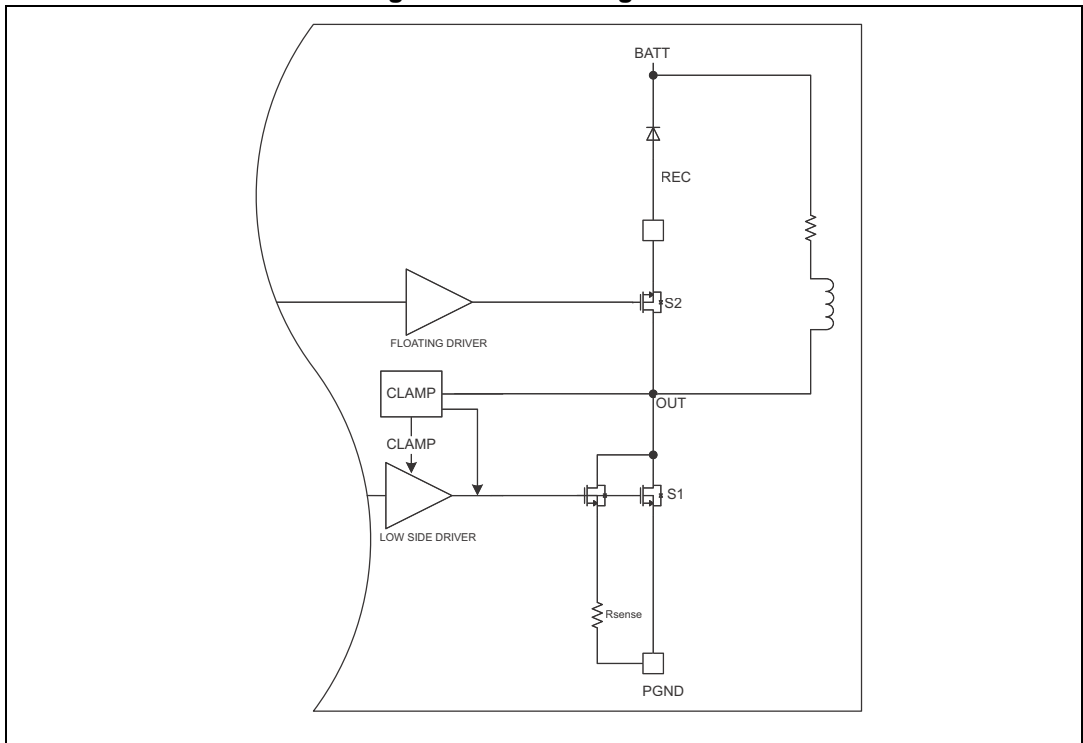 BATT
REC
S2
FLOATING DRIVER
CLAMP
OUT
CLAMP
S1
LOW SIDE DRIVER
Rsense
PGND